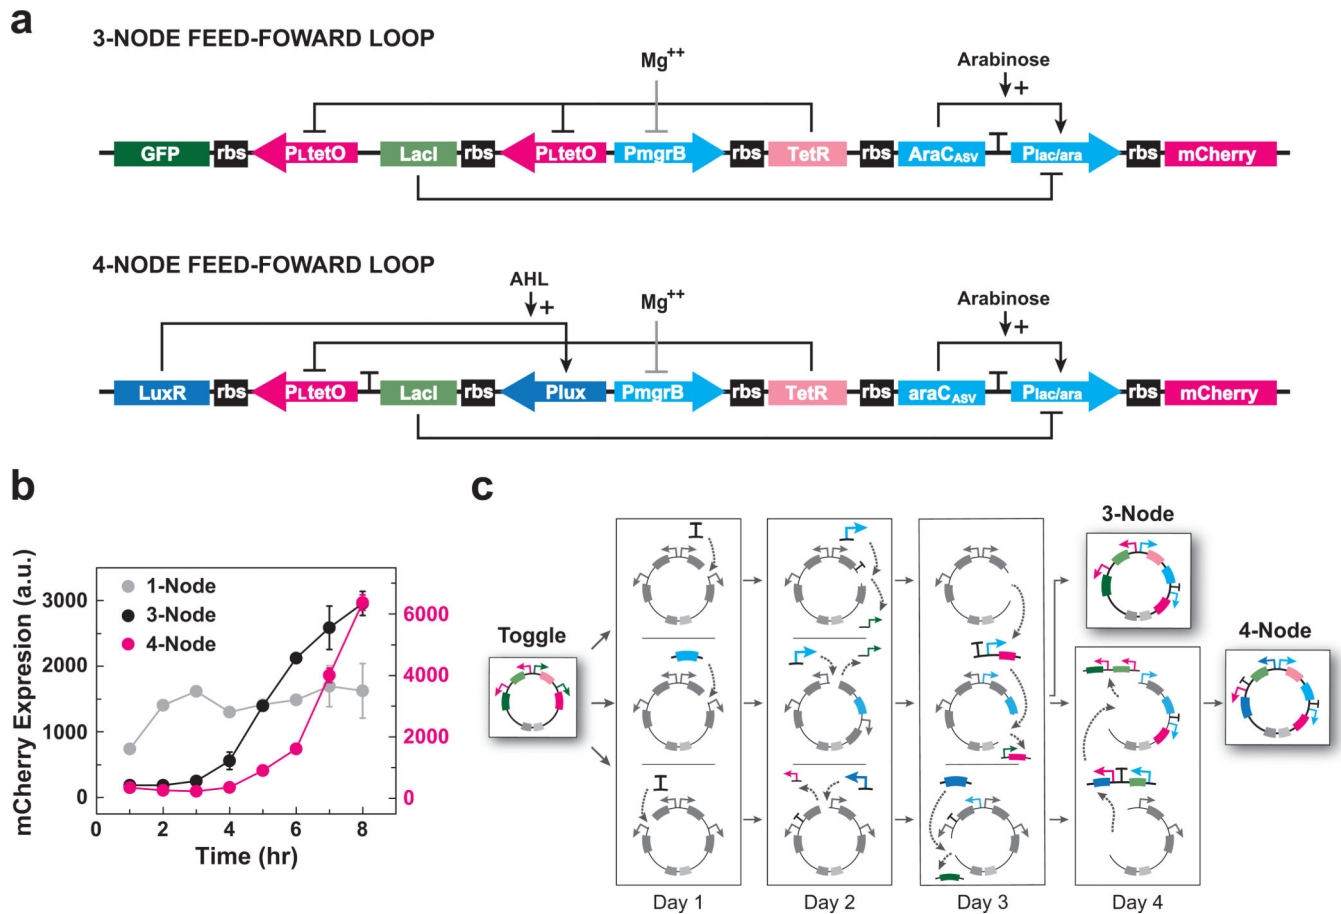 a
3-NODE FEED-FOWARD LOOP
Mg++
Arabinose
+
GFP rbs PLtetO LacI rbs PLtetO PmgrB rbs TetR rbs AraCASV Plac/ara rbs mCherry
4-NODE FEED-FOWARD LOOP
AHL
+
Mg++
Arabinose
+
LuxR rbs PLtetO LacI rbs Plux PmgrB rbs TetR rbs araCASV Plac/ara rbs mCherry
b
mCherry Expresion (a.u.)
1-Node
3-Node
4-Node
3000
2000
1000
0
6000
4000
2000
0
0 2 4 6 8
Time (hr)
c
Toggle
3-Node
4-Node
Day 1 Day 2 Day 3 Day 4